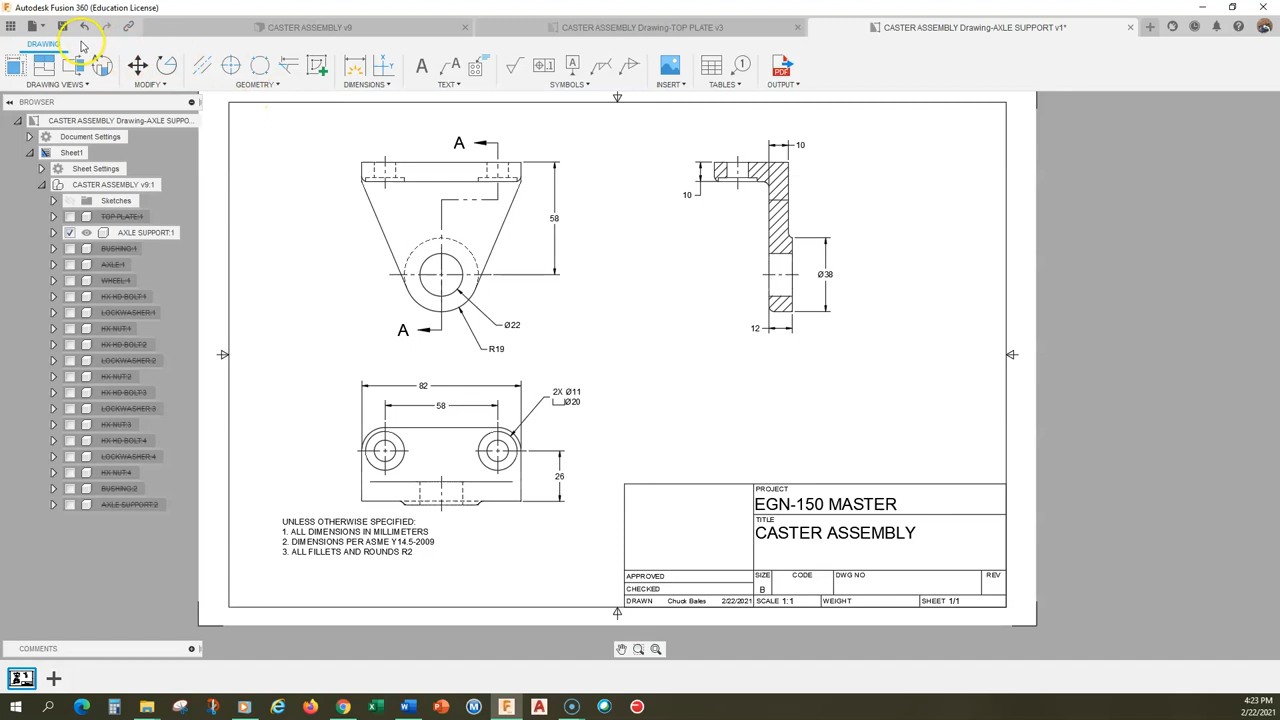 Autodesk Fusion 360 (Education License)
CASTER ASSEMBLY v9
CASTER ASSEMBLY Drawing-TOP PLATE v3
CASTER ASSEMBLY Drawing-AXLE SUPPORT v1*
DRAWING
DRAWING VIEWS
MODIFY
GEOMETRY
DIMENSIONS
TEXT
SYMBOLS
INSERT
TABLES
OUTPUT
BROWSER
CASTER ASSEMBLY Drawing-AXLE SUPPO...
Document Settings
Sheet1
Sheet Settings
CASTER ASSEMBLY v9:1
Sketches
TOP PLATE:1
AXLE SUPPORT:1
BUSHING:1
AXLE:1
WHEEL:1
HX HD BOLT:1
LOCKWASHER:1
HX NUT:1
HX HD BOLT:2
LOCKWASHER:2
HX NUT:2
HX HD BOLT:3
LOCKWASHER:3
HX NUT:3
HX HD BOLT:4
LOCKWASHER:4
HX NUT:4
BUSHING:2
AXLE SUPPORT:2
A
58
A
Ø22
R19
10
10
Ø38
12
82
58
2X Ø11
⌴Ø20
26
UNLESS OTHERWISE SPECIFIED:
1. ALL DIMENSIONS IN MILLIMETERS
2. DIMENSIONS PER ASME Y14.5-2009
3. ALL FILLETS AND ROUNDS R2
PROJECT
EGN-150 MASTER
TITLE
CASTER ASSEMBLY
APPROVED
CHECKED
DRAWN Chuck Bales 2/22/2021
SIZE
B
CODE
DWG NO
REV
SCALE 1:1
WEIGHT
SHEET 1/1
COMMENTS
4:23 PM
2/22/2021